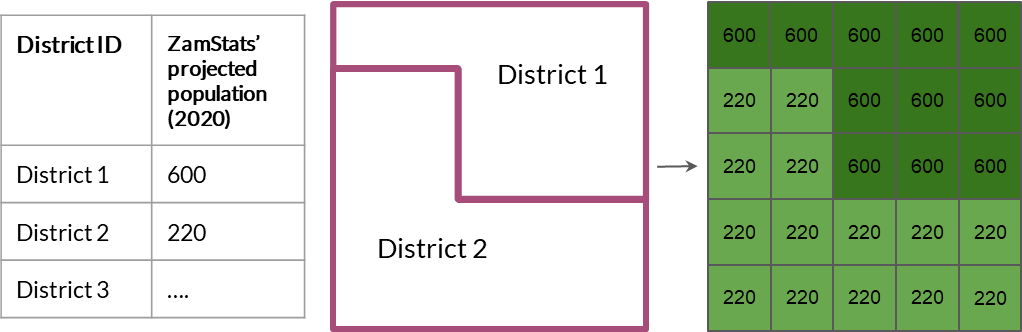 District ID
ZamStats’
projected
population
(2020)
District 1
600
District 2
220
District 3
....
District 1
District 2
600 600 600 600 600
220 220 600 600 600
220 220 600 600 600
220 220 220 220 220
220 220 220 220 220